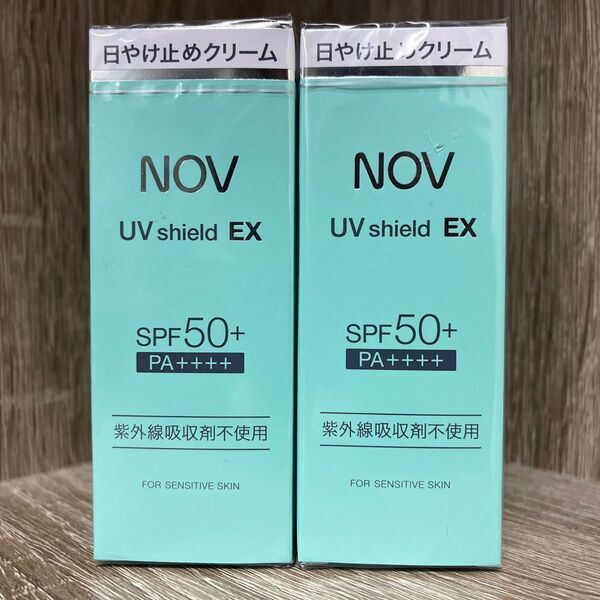 日やけ止めクリーム
NOV
UV shield EX
SPF50+
PA++++
紫外線吸収剤不使用
FOR SENSITIVE SKIN
日やけ止めクリーム
NOV
UV shield EX
SPF50+
PA++++
紫外線吸収剤不使用
FOR SENSITIVE SKIN